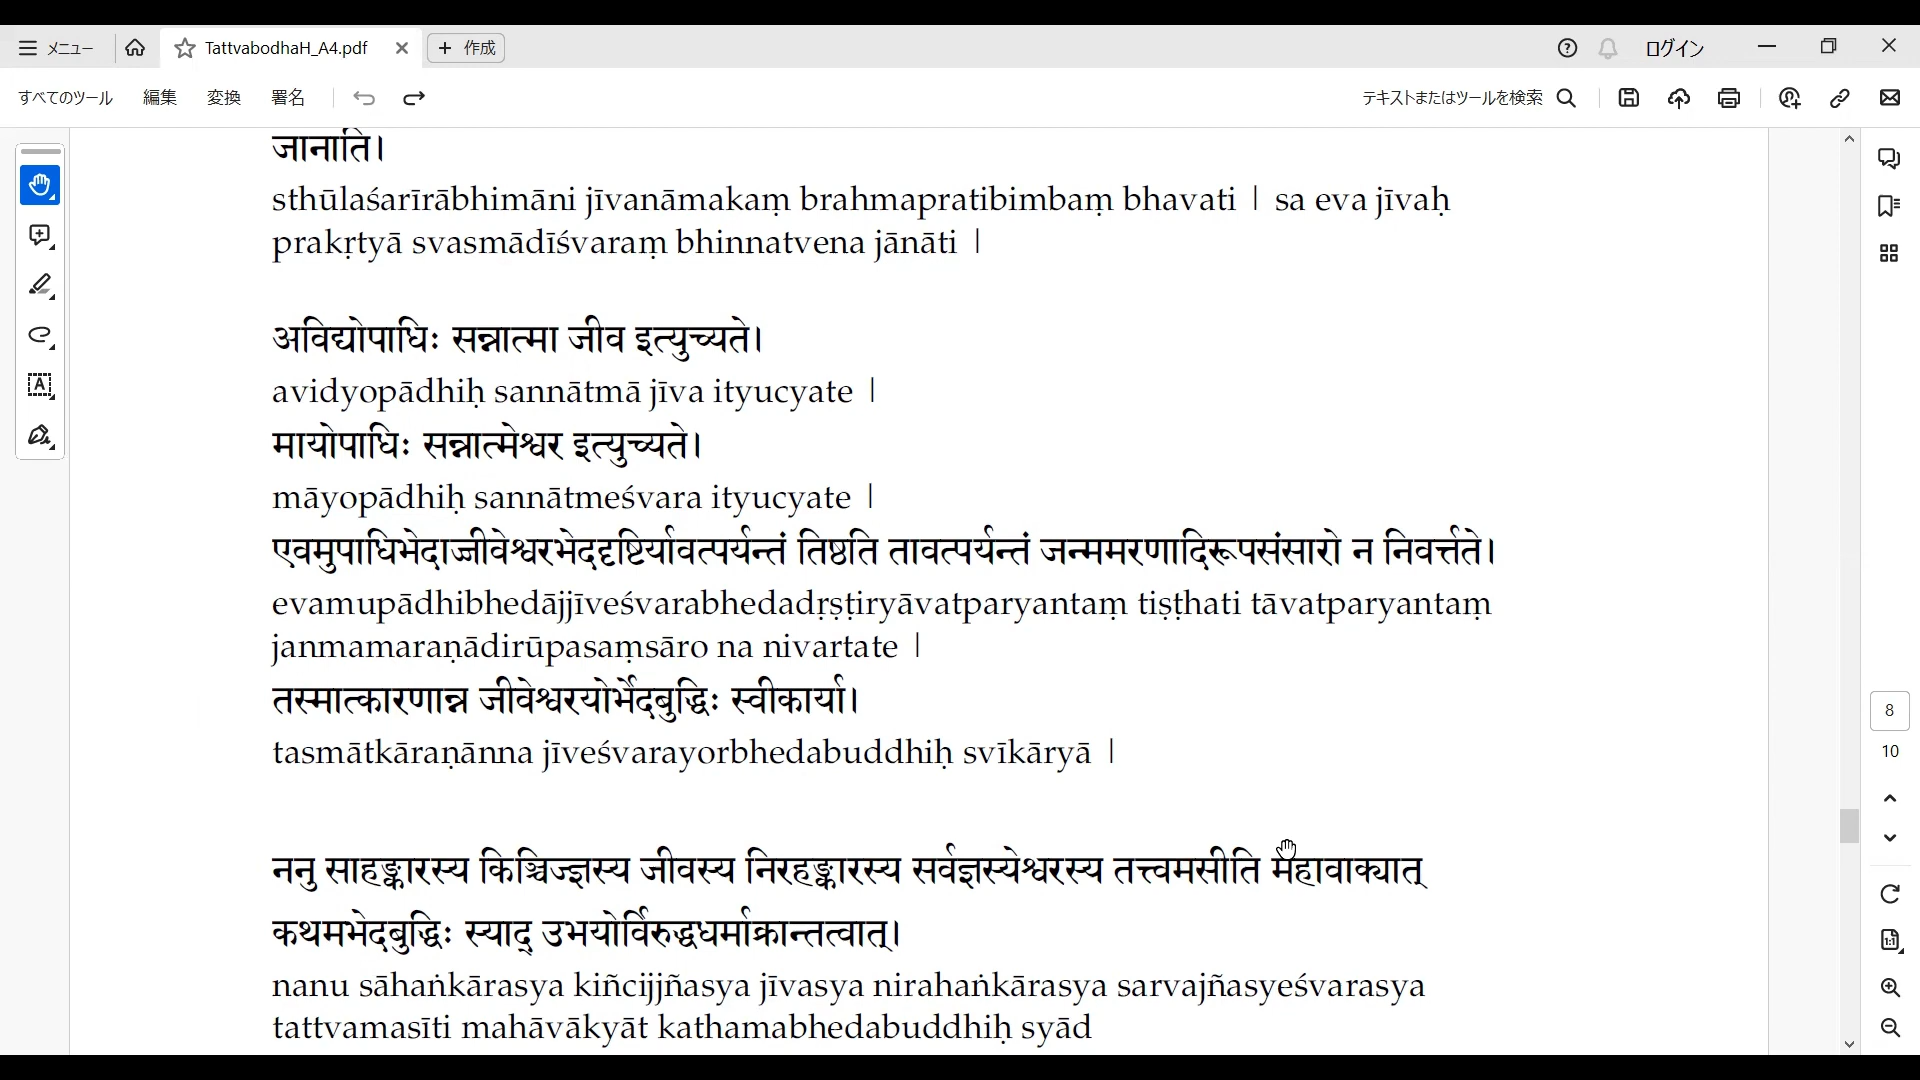 メニュー
TattvabodhaH_A4.pdf
作成
ログイン
すべてのツール 編集 変換 署名
テキストまたはツールを検索
जानाति।
sthūlaśarīrābhimāni jīvanāmakaṃ brahmapratibimbaṃ bhavati | sa eva jīvaḥ
prakṛtyā svasmādīśvaraṃ bhinnatvena jānāti |
अविद्योपाधिः सन्नात्मा जीव इत्युच्यते।
avidyopādhiḥ sannātmā jīva ityucyate |
मायोपाधिः सन्नात्मेश्वर इत्युच्यते।
māyopādhiḥ sannātmeśvara ityucyate |
एवमुपाधिभेदाज्जीवेश्वरभेददृष्टिर्यावत्पर्यन्तं तिष्ठति तावत्पर्यन्तं जन्ममरणादिरूपसंसारो न निवर्त्तते।
evamupādhibhedājjīveśvarabhedadṛṣṭiryāvatparyantaṃ tiṣṭhati tāvatparyantaṃ
janmamaraṇādirūpasaṃsāro na nivartate |
तस्मात्कारणान्न जीवेश्वरयोर्भेदबुद्धिः स्वीकार्या।
tasmātkāraṇānna jīveśvarayorbhedabuddhiḥ svīkāryā |
ननु साहङ्कारस्य किञ्चिज्ज्ञस्य जीवस्य निरहङ्कारस्य सर्वज्ञस्येश्वरस्य तत्त्वमसीति महावाक्यात्
कथमभेदबुद्धिः स्याद् उभयोर्विरुद्धधर्माक्रान्तत्वात्।
nanu sāhaṅkārasya kiñcijjñasya jīvasya nirahaṅkārasya sarvajñasyeśvarasya
tattvamasīti mahāvākyāt kathamabhedabuddhiḥ syād
8
10